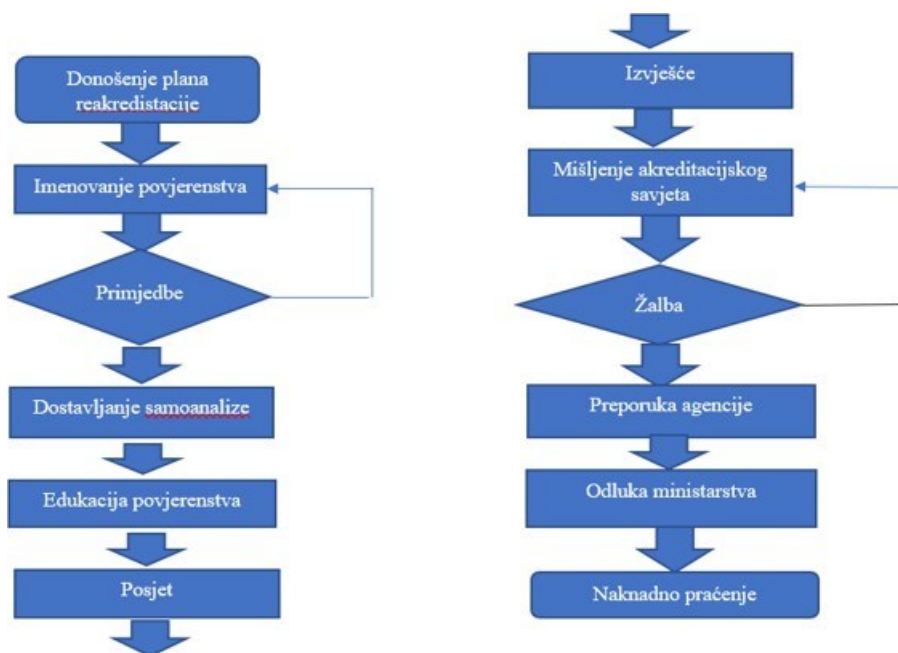 Donošenje plana
reakredistacije
Imenovanje povjerenstva
Primjedbe
Dostavljanje samoanalize
Edukacija povjerenstva
Posjet
Izvješće
Mišljenje akreditacijskog
savjeta
Žalba
Preporuka agencije
Odluka ministarstva
Naknadno praćenje